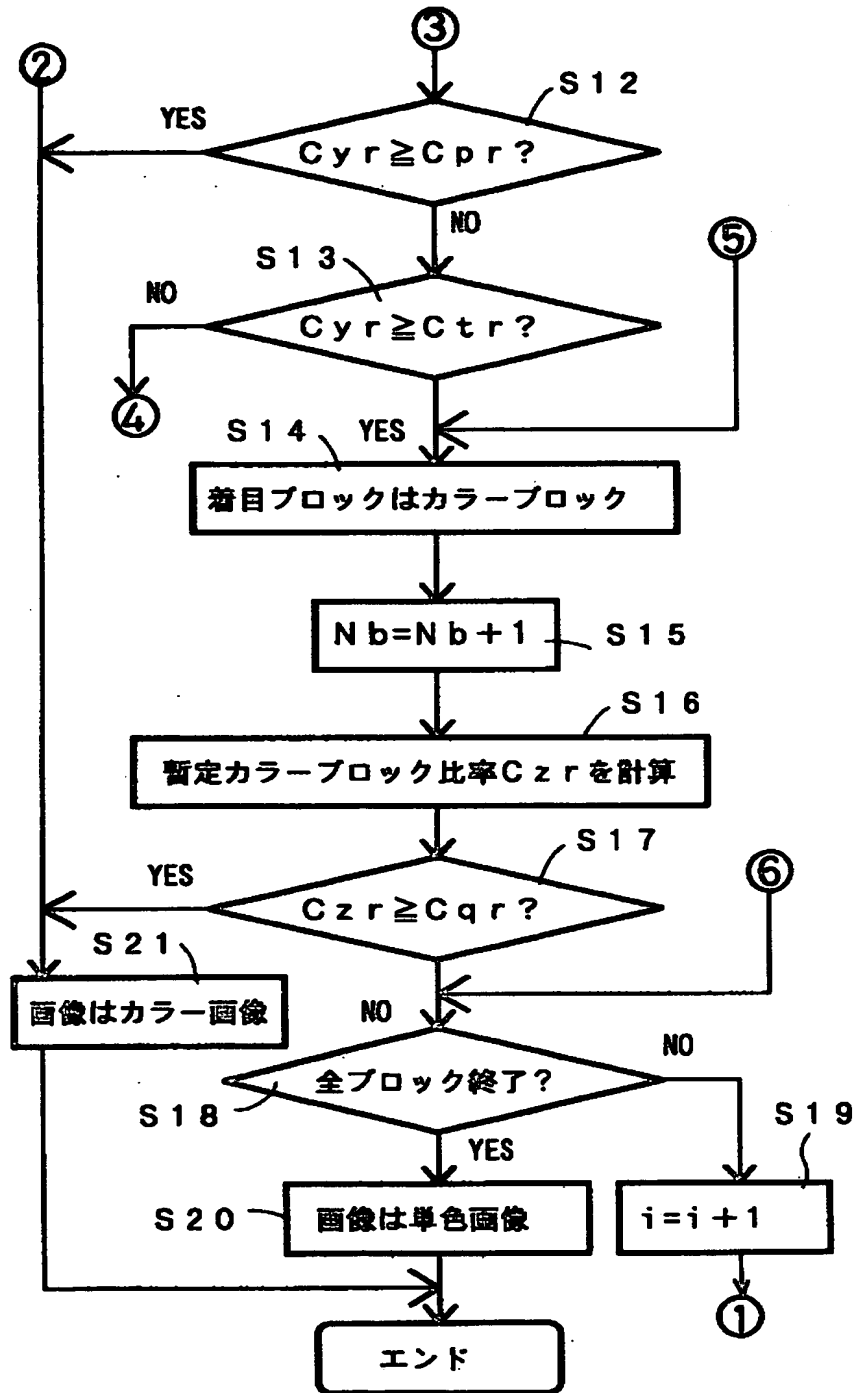 ③
②
S12
YES
Cyr≧Cpr?
NO
⑤
S13
NO
Cyr≧Ctr?
④
YES
S14
着目ブロックはカラーブロック
Nb=Nb+1
S15
S16
暫定カラーブロック比率Czrを計算
S17
YES
⑥
Czr≧Cqr?
S21
画像はカラー画像
NO
NO
全ブロック終了?
S18
S19
YES
S20
画像は単色画像
i=i+1
①
エンド